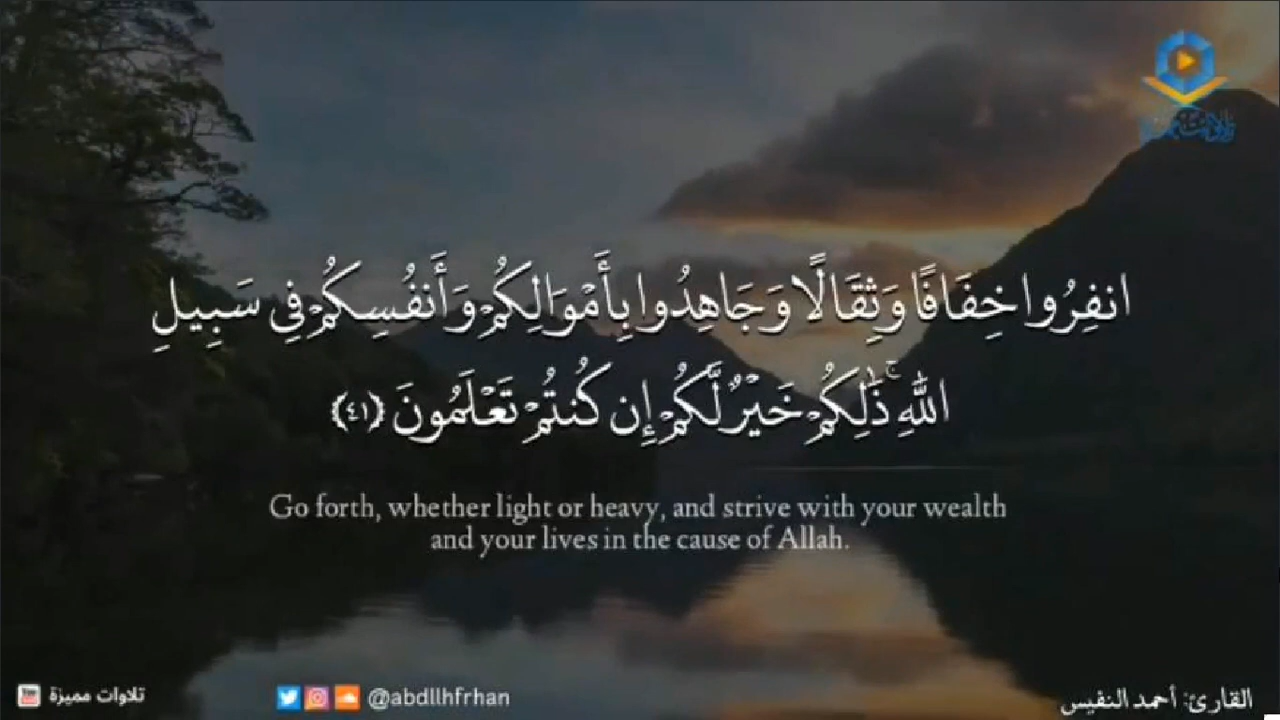 تلاوات مميزة
انفِرُوا خِفَافًا وَثِقَالًا وَجَاهِدُوا بِأَمْوَالِكُمْ وَأَنفُسِكُمْ فِي سَبِيلِ
اللَّهِ ۚ ذَٰلِكُمْ خَيْرٌ لَّكُمْ إِن كُنتُمْ تَعْلَمُونَ ﴿٤١﴾
Go forth, whether light or heavy, and strive with your wealth
and your lives in the cause of Allah.
القارئ: أحمد النفيس
@abdllhfrhan
تلاوات مميزة